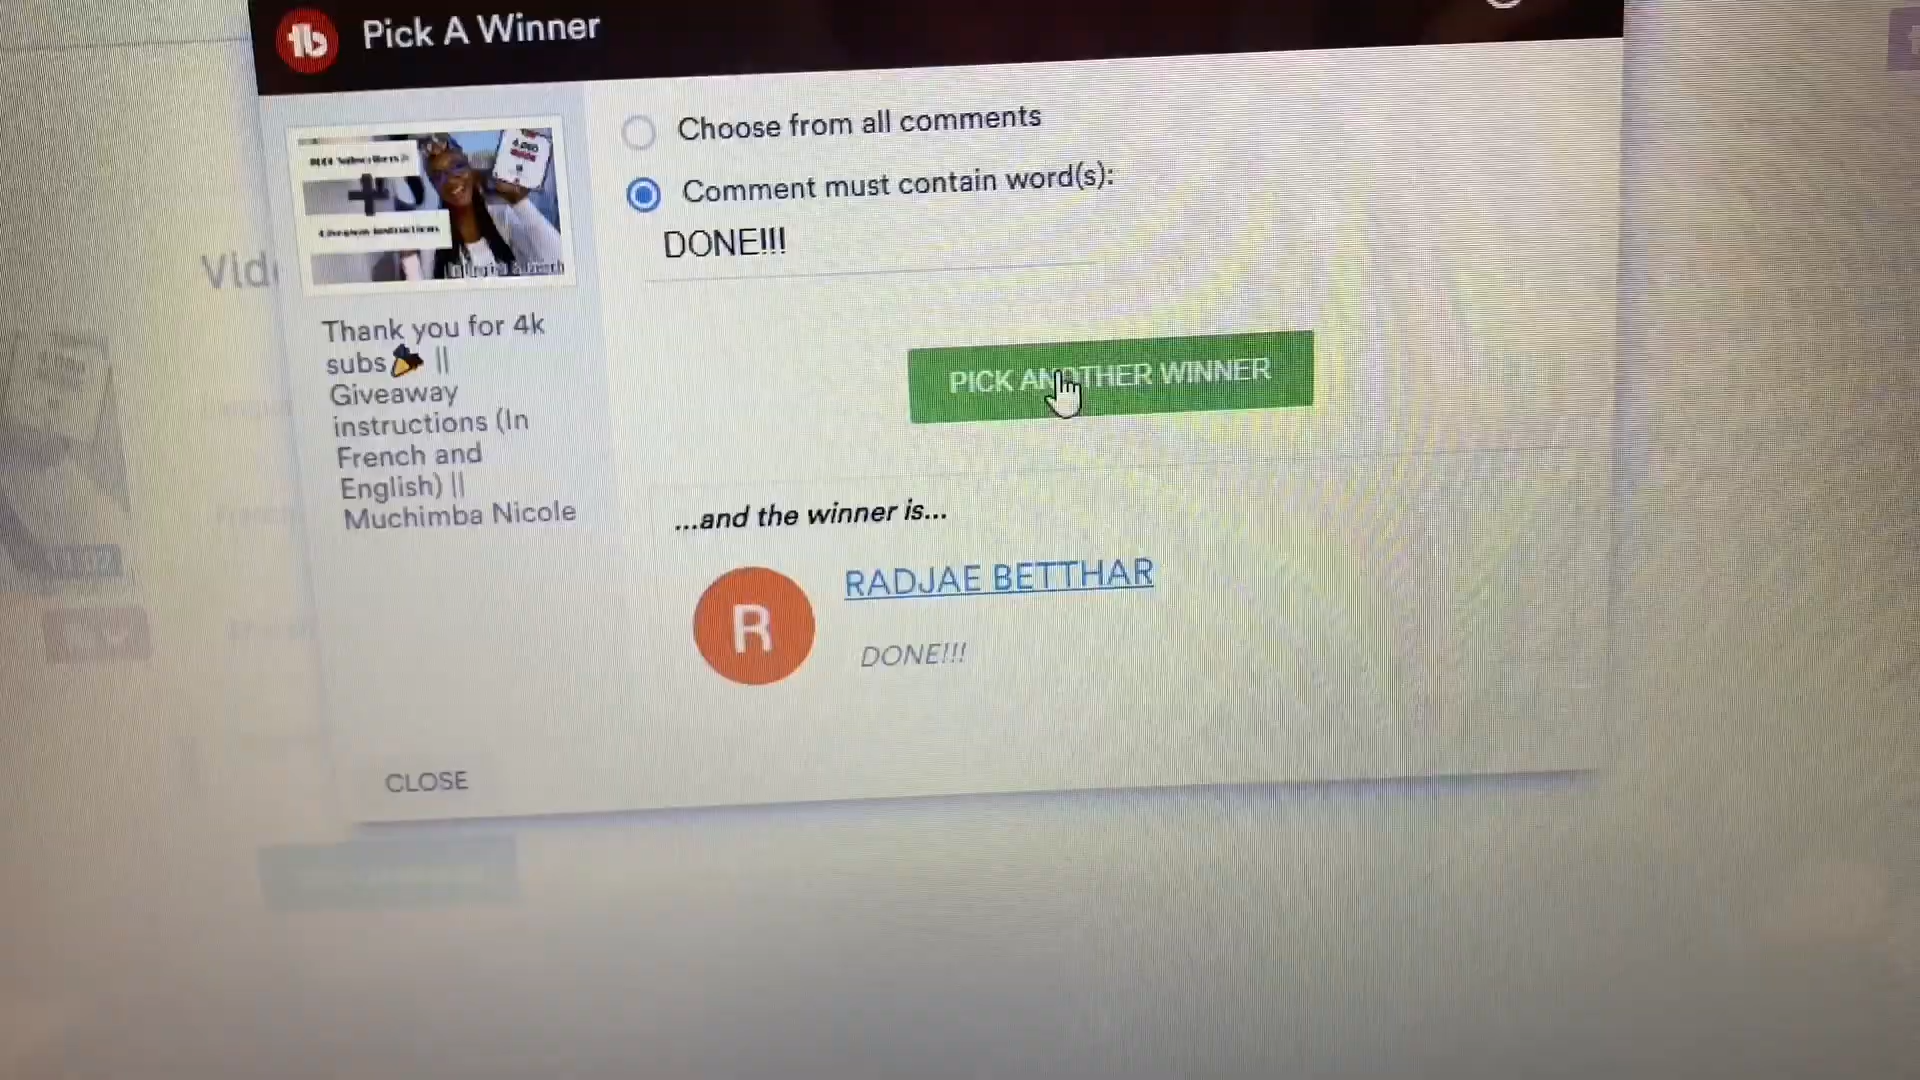 Pick A Winner
Choose from all comments
Comment must contain word(s):
DONE!!!
Thank you for 4k
subs🎉 ||
Giveaway
instructions (In
French and
English) ||
Muchimba Nicole
PICK ANOTHER WINNER
...and the winner is...
R
RADJAE BETTHAR
DONE!!!
CLOSE